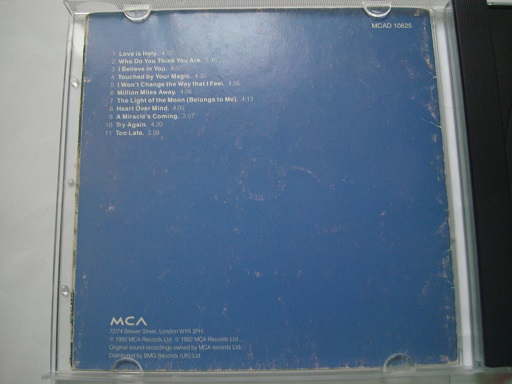 MCAD 10625
1 Love is Holy. 4.03
2 Who Do You Think You Are. 3.46
3 I Believe in You. 4.07
4 Touched by Your Magic. 4.35
5 I Won't Change the Way that I Feel. 4.06
6 Million Miles Away. 4.06
7 The Light of the Moon (Belongs to Me). 4.13
8 Heart Over Mind. 4.05
9 A Miracle's Coming. 3.57
10 Try Again. 4.20
11 Too Late. 3.58
MCA
72/74 Brewer Street, London W1R 3PH.
℗ 1992 MCA Records Ltd. © 1992 MCA Records Ltd.
Original sound recordings owned by MCA records Ltd.
Distributed by BMG Records (UK) Ltd